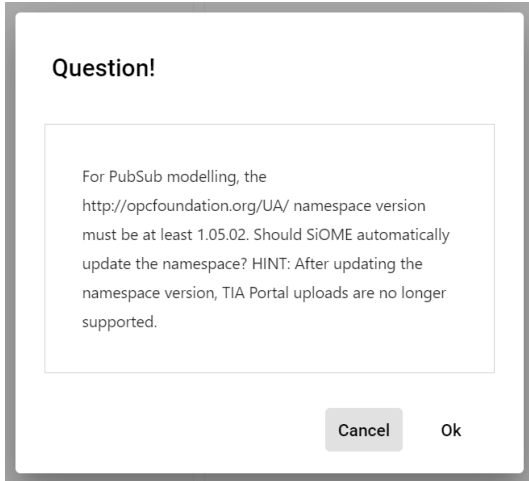 Question!
For PubSub modelling, the
http://opcfoundation.org/UA/ namespace version
must be at least 1.05.02. Should SiOME automatically
update the namespace? HINT: After updating the
namespace version, TIA Portal uploads are no longer
supported.
Cancel Ok